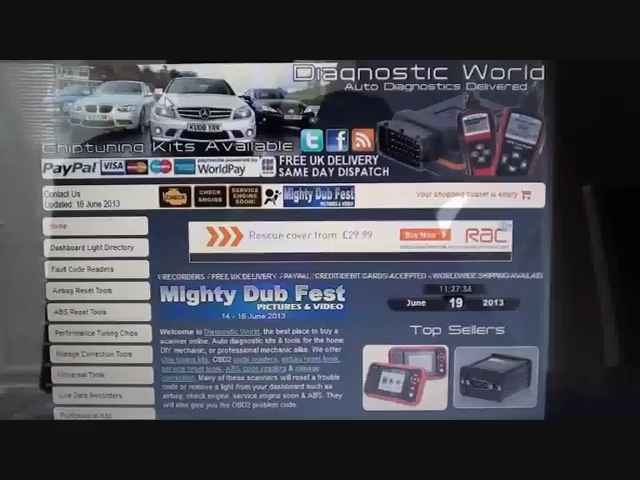 Diagnostic World
Auto Diagnostics Delivered
KU08 YRK
Chiptuning Kits Available
PayPal VISA WorldPay
FREE UK DELIVERY
SAME DAY DISPATCH
Contact Us
Updated: 16 June 2013
CHECK
ENGINE
SERVICE
ENGINE
SOON
Mighty Dub Fest
PICTURES & VIDEO
Your shopping basket is empty
Home
Dashboard Light Directory
Fault Code Readers
Airbag Reset Tools
ABS Reset Tools
Performance Tuning Chips
Mileage Correction Tools
Universal Tools
Live Data Recorders
Professional Kits
Rescue cover from £29.99
Buy Now
RAC
RECORDERS - FREE UK DELIVERY - PAYPAL CREDIT/DEBIT CARDS ACCEPTED - WORLDWIDE SHIPPING AVAILAB
Mighty Dub Fest
PICTURES & VIDEO
14 - 16 June 2013
11:27:36
June 19 2013
Welcome to Diagnostic World, the best place to buy a
scanner online. Auto diagnostic kits & tools for the home
DIY mechanic, or professional mechanic alike. We offer
chip tuning kits, OBD2 code readers, airbag reset tools,
service reset tools, ABS code readers & mileage
correction. Many of these scanners will reset a trouble
code or remove a light from your dashboard such as
airbag, check engine, service engine soon & ABS. They
will also give you the OBD2 problem code.
Top Sellers